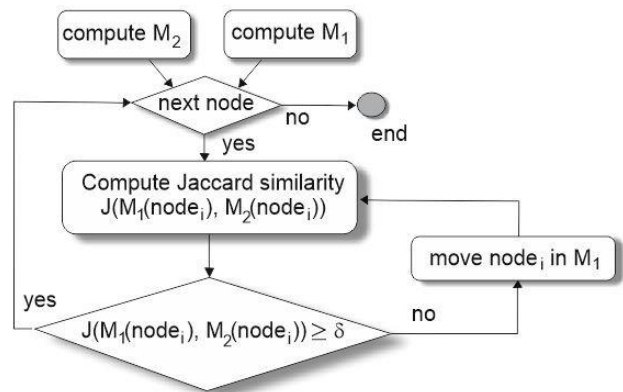 compute M₂
compute M₁
next node
no
end
yes
Compute Jaccard similarity
J(M₁(nodeᵢ), M₂(nodeᵢ))
move nodeᵢ in M₁
yes
J(M₁(nodeᵢ), M₂(nodeᵢ)) ≥ δ
no